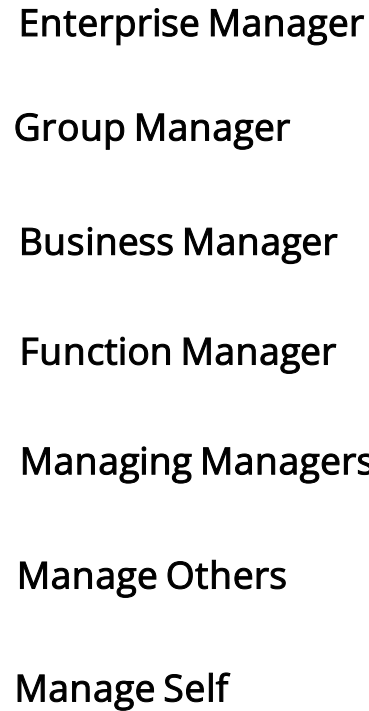 Enterprise Manager
Group Manager
Business Manager
Function Manager
Managing Managers
Manage Others
Manage Self